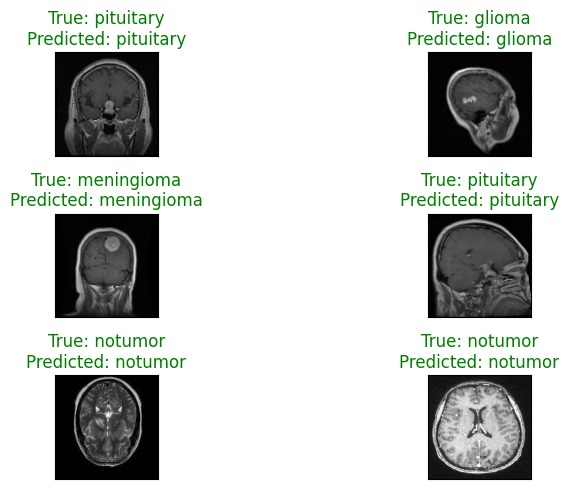 True: pituitary
Predicted: pituitary
True: glioma
Predicted: glioma
True: meningioma
Predicted: meningioma
True: pituitary
Predicted: pituitary
True: notumor
Predicted: notumor
True: notumor
Predicted: notumor